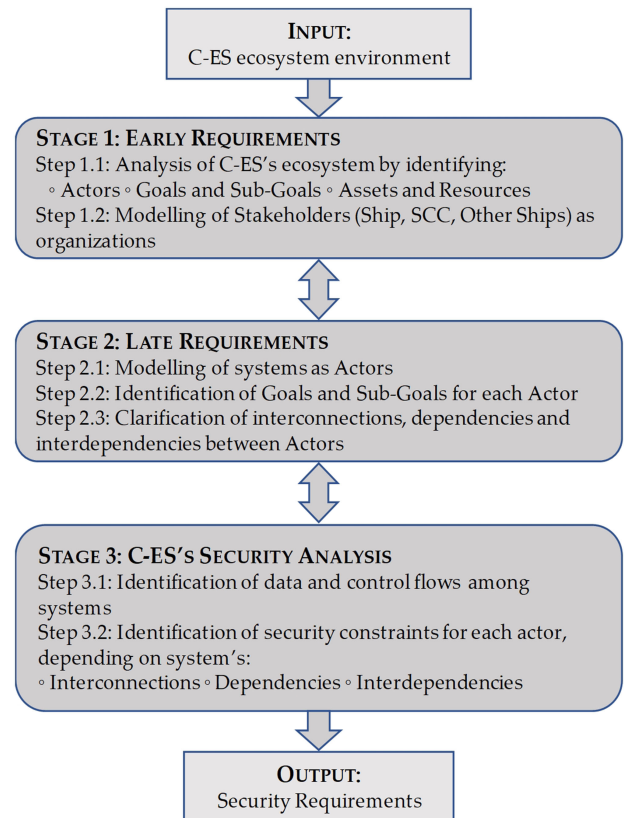 INPUT:
C-ES ecosystem environment
STAGE 1: EARLY REQUIREMENTS
Step 1.1: Analysis of C-ES's ecosystem by identifying:
◦ Actors ◦ Goals and Sub-Goals ◦ Assets and Resources
Step 1.2: Modelling of Stakeholders (Ship, SCC, Other Ships) as
organizations
STAGE 2: LATE REQUIREMENTS
Step 2.1: Modelling of systems as Actors
Step 2.2: Identification of Goals and Sub-Goals for each Actor
Step 2.3: Clarification of interconnections, dependencies and
interdependencies between Actors
STAGE 3: C-ES'S SECURITY ANALYSIS
Step 3.1: Identification of data and control flows among
systems
Step 3.2: Identification of security constraints for each actor,
depending on system's:
◦ Interconnections ◦ Dependencies ◦ Interdependencies
OUTPUT:
Security Requirements